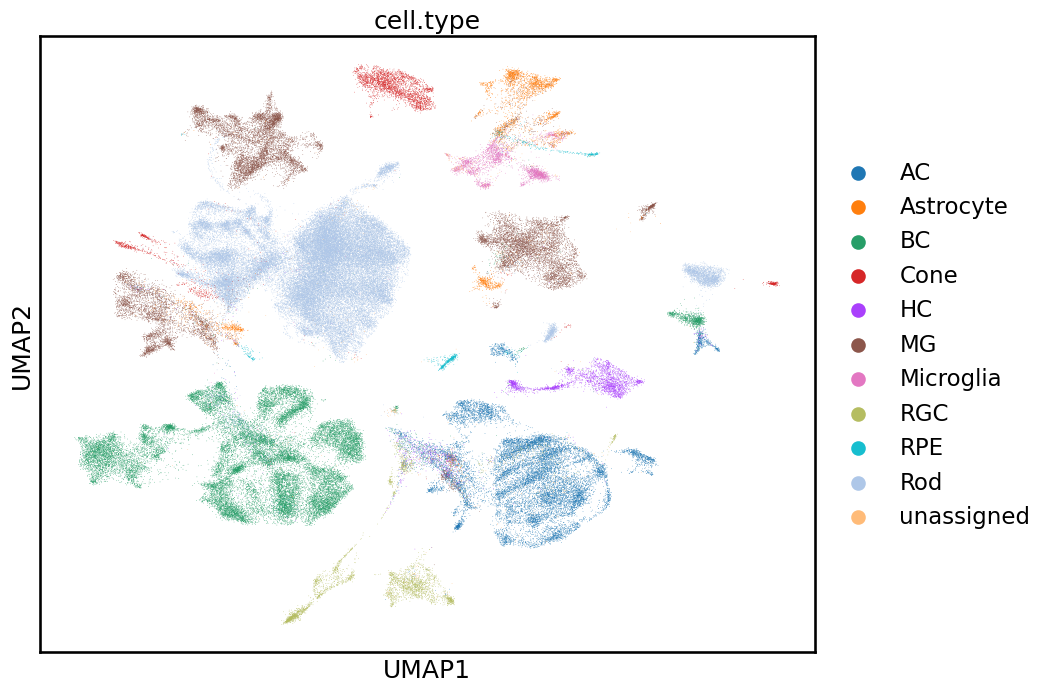 cell.type
UMAP2
UMAP1
AC
Astrocyte
BC
Cone
HC
MG
Microglia
RGC
RPE
Rod
unassigned